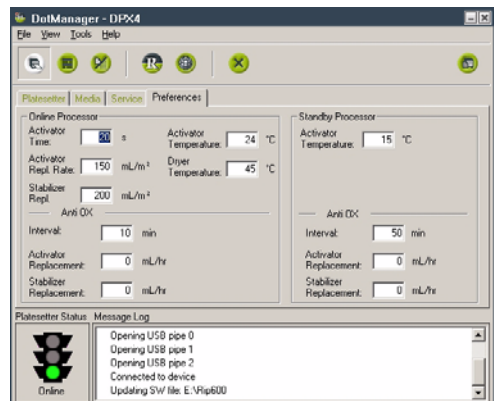 DotManager - DPX4
File View Tools Help
R
Platesetter Media Service Preferences
Online Processor
Activator Time: 20 s
Activator Temperature: 24 °C
Activator Repl. Rate: 150 mL/m²
Dryer Temperature: 45 °C
Stabilizer Repl. 200 mL/m²
Anti OX
Interval: 10 min
Activator Replacement: 0 mL/hr
Stabilizer Replacement: 0 mL/hr
Standby Processor
Activator Temperature: 15 °C
Anti OX
Interval: 50 min
Activator Replacement: 0 mL/hr
Stabilizer Replacement: 0 mL/hr
Platesetter Status Message Log
Opening USB pipe 0
Opening USB pipe 1
Opening USB pipe 2
Connected to device
Updating SW file: E:\Rip600
Online